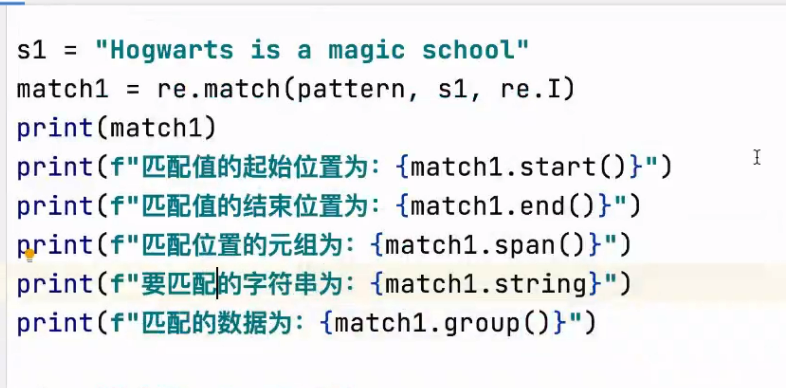 s1 = "Hogwarts is a magic school"
match1 = re.match(pattern, s1, re.I)
print(match1)
print(f"匹配值的起始位置为：{match1.start()}")
print(f"匹配值的结束位置为：{match1.end()}")
print(f"匹配位置的元组为：{match1.span()}")
print(f"要匹配的字符串为：{match1.string}")
print(f"匹配的数据为：{match1.group()}")